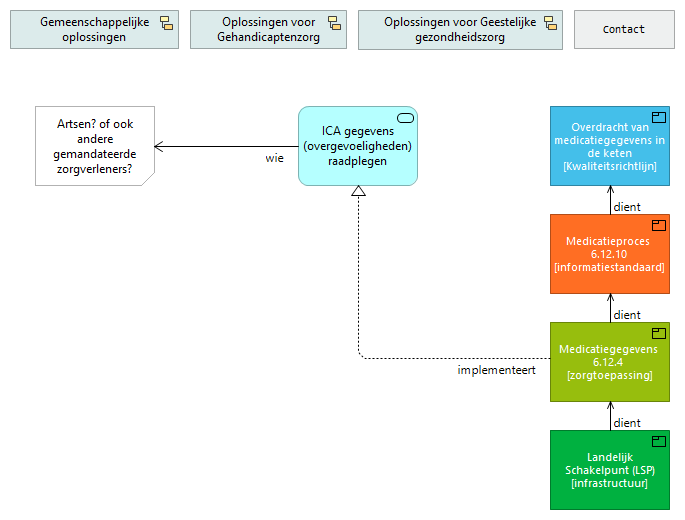 Gemeenschappelijke
oplossingen
Oplossingen voor
Gehandicaptenzorg
Oplossingen voor Geestelijke
gezondheidszorg
Contact
Artsen? of ook
andere
gemandateerde
zorgverleners?
wie
ICA gegevens
(overgevoeligheden)
raadplegen
Overdracht van
medicatiegegevens in
de keten
[Kwaliteitsrichtlijn]
dient
Medicatieproces
6.12.10
[informatiestandaard]
dient
Medicatiegegevens
6.12.4
[zorgtoepassing]
implementeert
dient
Landelijk
Schakelpunt (LSP)
[infrastructuur]